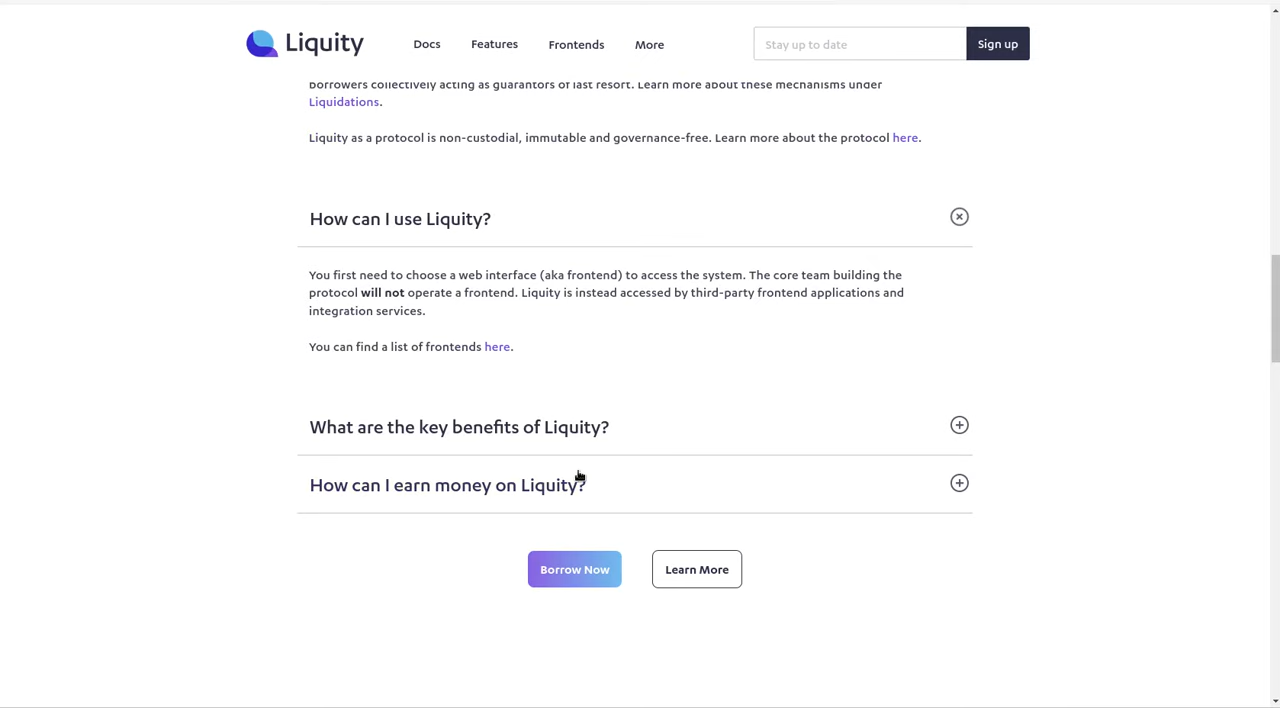 Liquity
Docs
Features
Frontends
More
Stay up to date
Sign up
Borrowers collectively acting as guarantors of last resort. Learn more about these mechanisms under
Liquidations.
Liquity as a protocol is non-custodial, immutable and governance-free. Learn more about the protocol here.
How can I use Liquity?
You first need to choose a web interface (aka frontend) to access the system. The core team building the
protocol will not operate a frontend. Liquity is instead accessed by third-party frontend applications and
integration services.
You can find a list of frontends here.
What are the key benefits of Liquity?
How can I earn money on Liquity?
Borrow Now
Learn More